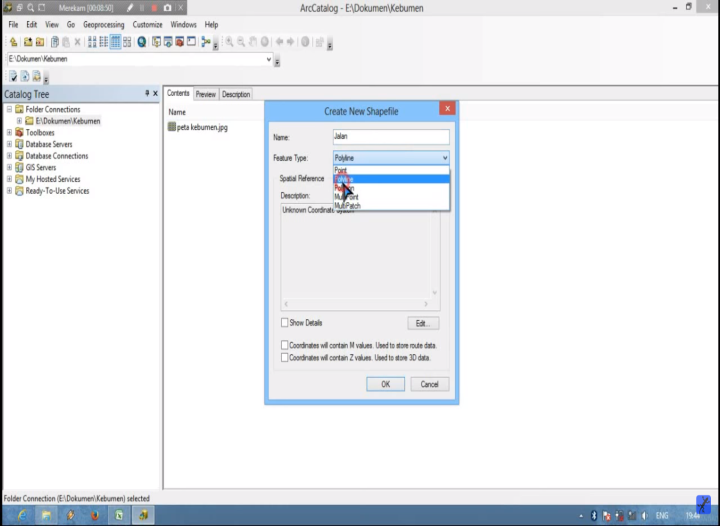 Merekam [00:08:50]
ArcCatalog - E:\Dokumen\Kebumen
File Edit View Go Geoprocessing Customize Windows Help
E:\Dokumen\Kebumen
Catalog Tree
Folder Connections
E:\Dokumen\Kebumen
Toolboxes
Database Servers
Database Connections
GIS Servers
My Hosted Services
Ready-To-Use Services
Contents Preview Description
Name
peta kebumen.jpg
Create New Shapefile
Name: Jalan
Feature Type: Polyline
Point
Polyline
Polygon
MultiPoint
MultiPatch
Spatial Reference
Description:
Unknown Coordinate System
Show Details
Edit...
Coordinates will contain M values. Used to store route data.
Coordinates will contain Z values. Used to store 3D data.
OK Cancel
Folder Connection (E:\Dokumen\Kebumen) selected
ENG